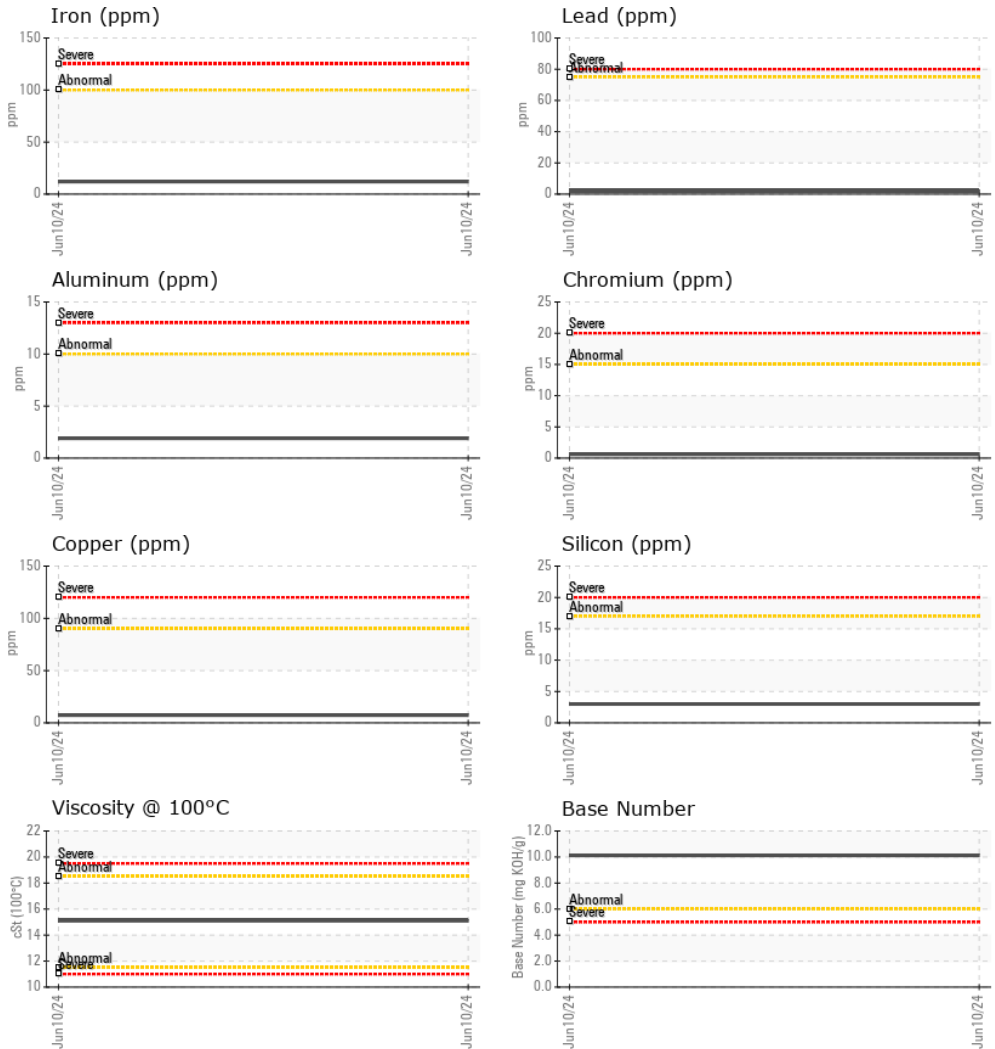 Iron (ppm)
150
100
50
0
ppm
Severe
Abnormal
Jun10/24
Jun10/24
Lead (ppm)
100
80
60
40
20
0
ppm
Severe
Abnormal
Jun10/24
Jun10/24
Aluminum (ppm)
15
10
5
0
ppm
Severe
Abnormal
Jun10/24
Jun10/24
Chromium (ppm)
25
20
15
10
5
0
ppm
Severe
Abnormal
Jun10/24
Jun10/24
Copper (ppm)
150
100
50
0
ppm
Severe
Abnormal
Jun10/24
Jun10/24
Silicon (ppm)
25
20
15
10
5
0
ppm
Severe
Abnormal
Jun10/24
Jun10/24
Viscosity @ 100°C
22
20
18
16
14
12
10
cSt (100°C)
Severe
Abnormal
Abnormal
Severe
Jun10/24
Jun10/24
Base Number
12.0
10.0
8.0
6.0
4.0
2.0
0.0
Base Number (mg KOH/g)
Abnormal
Severe
Jun10/24
Jun10/24